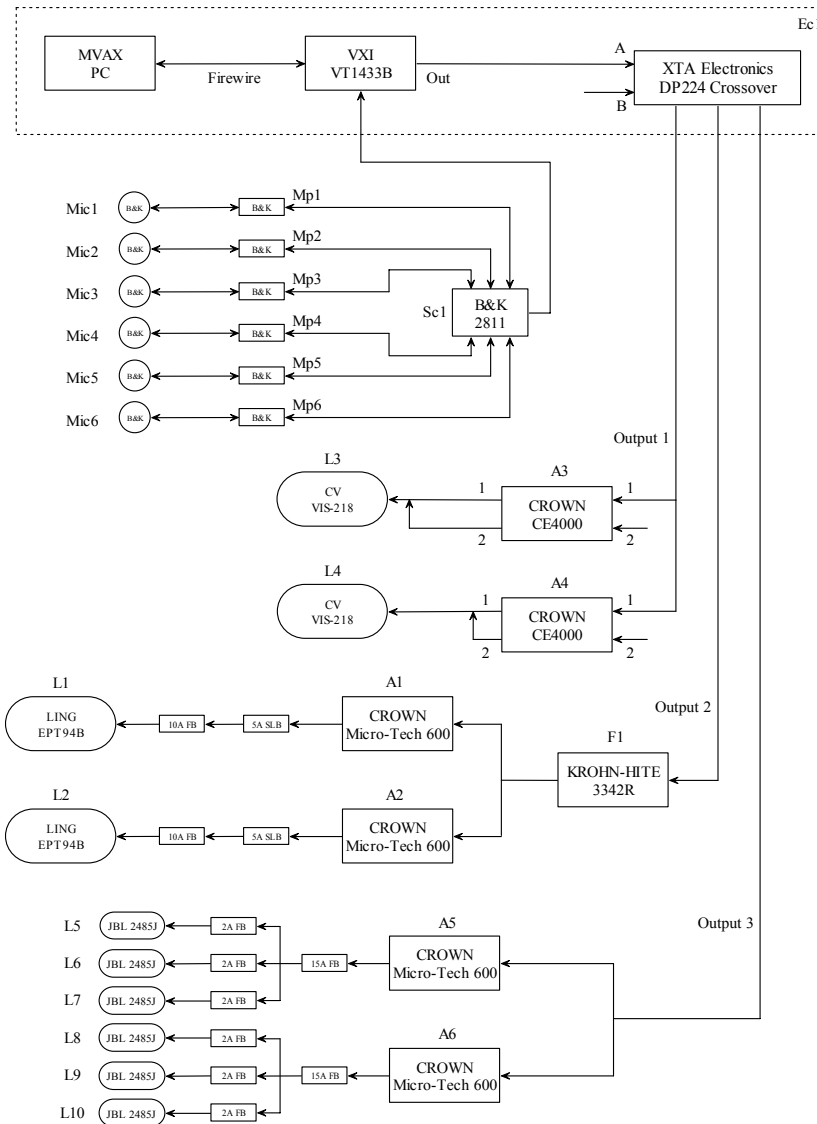 Ec1
MVAX
PC
Firewire
VXI
VT1433B
Out
A
B
XTA Electronics
DP224 Crossover
Mic1
B&K
B&K
Mp1
Mic2
B&K
B&K
Mp2
Mic3
B&K
B&K
Mp3
Mic4
B&K
B&K
Mp4
Mic5
B&K
B&K
Mp5
Mic6
B&K
B&K
Mp6
Sc1
B&K
2811
Output 1
L3
CV
VIS-218
1
2
A3
CROWN
CE4000
1
2
L4
CV
VIS-218
1
2
A4
CROWN
CE4000
1
2
Output 2
L1
LING
EPT94B
10A FB
5A SLB
A1
CROWN
Micro-Tech 600
F1
KROHN-HITE
3342R
L2
LING
EPT94B
10A FB
5A SLB
A2
CROWN
Micro-Tech 600
Output 3
L5
JBL 2485J
2A FB
L6
JBL 2485J
2A FB
15A FB
A5
CROWN
Micro-Tech 600
L7
JBL 2485J
2A FB
L8
JBL 2485J
2A FB
L9
JBL 2485J
2A FB
15A FB
A6
CROWN
Micro-Tech 600
L10
JBL 2485J
2A FB